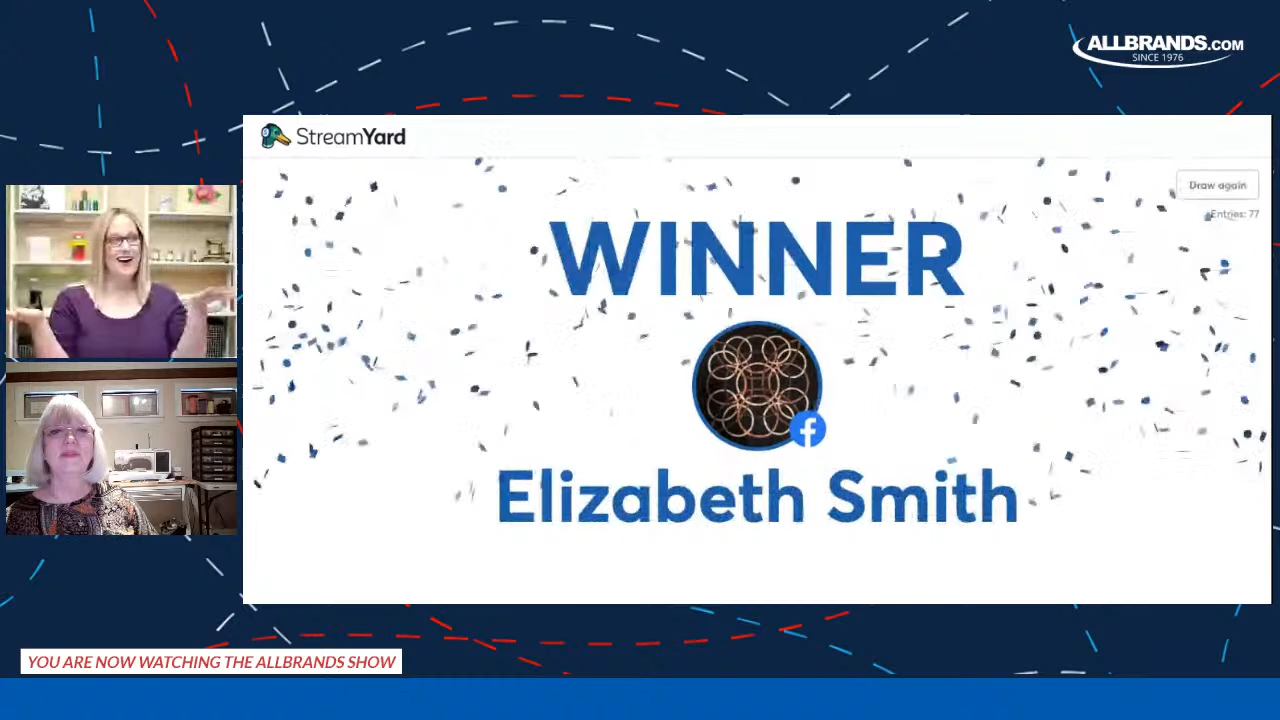 ALLBRANDS.COM
SINCE 1976
StreamYard
Draw again
Entries: 77
WINNER
Elizabeth Smith
YOU ARE NOW WATCHING THE ALLBRANDS SHOW